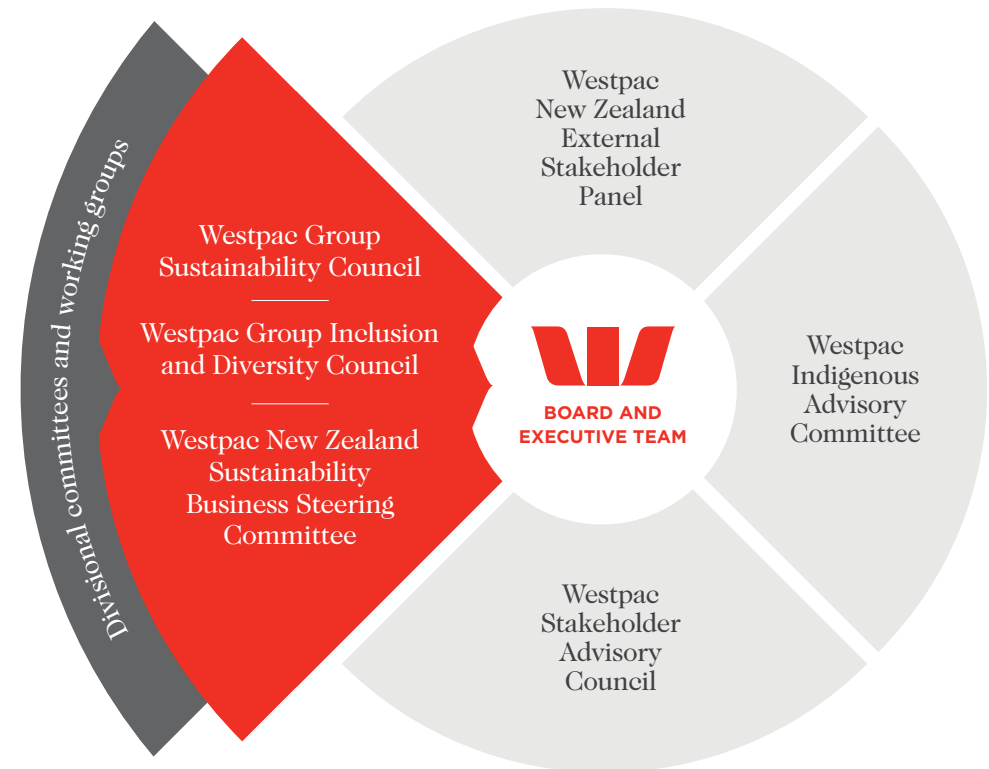 Divisional committees and working groups
Westpac Group
Sustainability Council
Westpac Group Inclusion
and Diversity Council
Westpac New Zealand
Sustainability
Business Steering
Committee
Westpac
New Zealand
External
Stakeholder
Panel
BOARD AND
EXECUTIVE TEAM
Westpac
Indigenous
Advisory
Committee
Westpac
Stakeholder
Advisory
Council